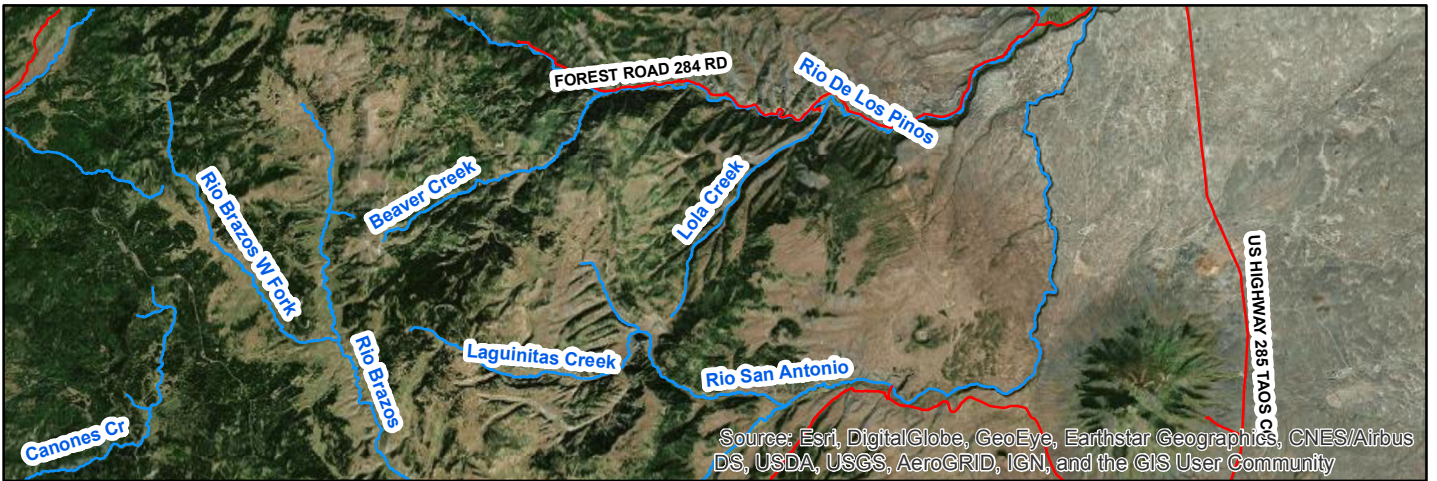 FOREST ROAD 284 RD
Rio De Los Pinos
Rio Brazos W Fork
Beaver Creek
Lola Creek
US HIGHWAY 285 TAOS C
Laguinitas Creek
Rio Brazos
Rio San Antonio
Canones Cr
Source: Esri, DigitalGlobe, GeoEye, Earthstar Geographics, CNES/Airbus
DS, USDA, USGS, AeroGRID, IGN, and the GIS User Community